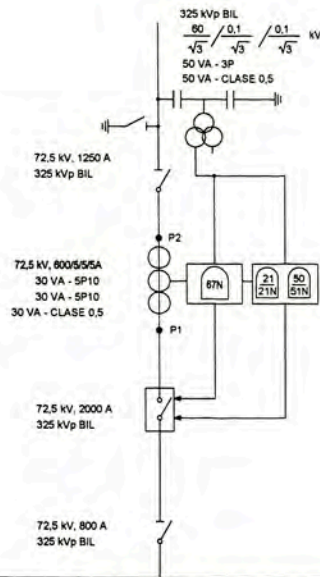 325 kVp BIL
60/√3 / 0,1/√3 / 0,1/√3 kV
50 VA - 3P
50 VA - CLASE 0,5
72,5 kV, 1250 A
325 kVp BIL
P2
72,5 kV, 600/5/5/5A
30 VA - 5P10
30 VA - 5P10
30 VA - CLASE 0,5
67N
21
21N
50
51N
P1
72,5 kV, 2000 A
325 kVp BIL
72,5 kV, 800 A
325 kVp BIL